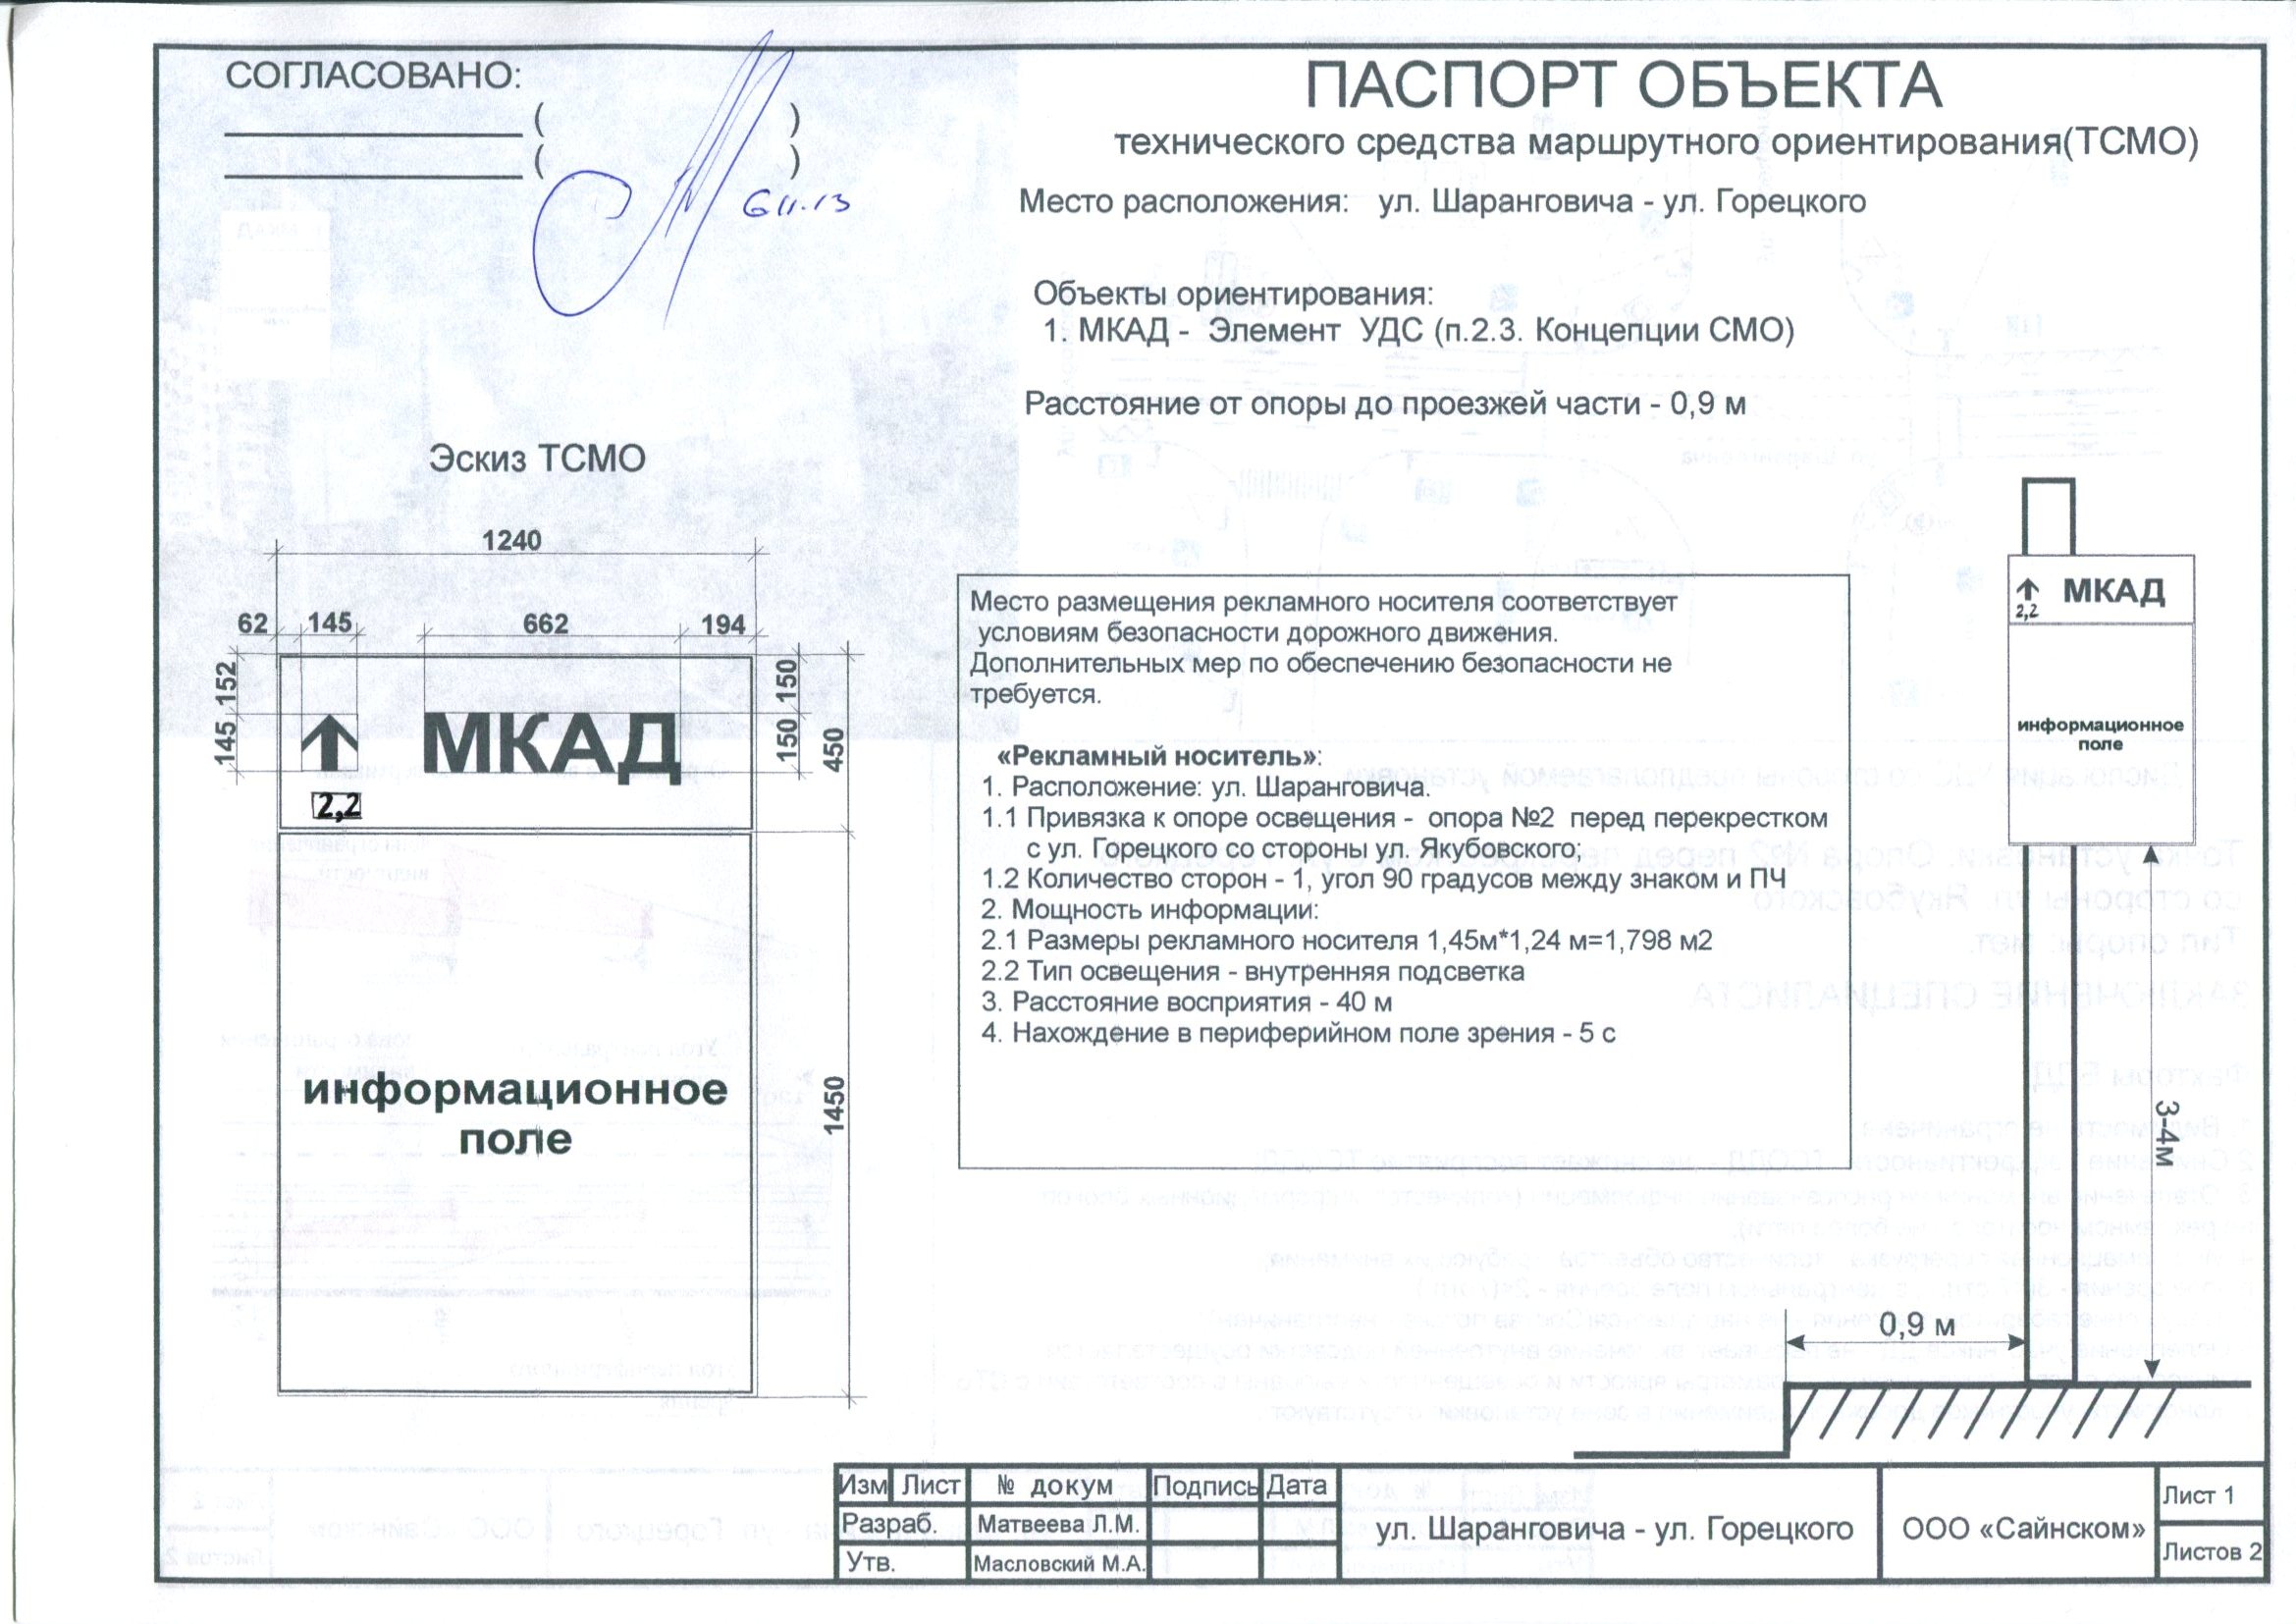 СОГЛАСОВАНО:
( )
( )
6.11.13
ПАСПОРТ ОБЪЕКТА
технического средства маршрутного ориентирования(ТСМО)
Место расположения: ул. Шаранговича - ул. Горецкого
Объекты ориентирования:
1. МКАД - Элемент УДС (п.2.3. Концепции СМО)
Расстояние от опоры до проезжей части - 0,9 м
Эскиз ТСМО
1240
62 145 662 194
152
145
150
150
450
МКАД
2,2
информационное
поле
1450
Место размещения рекламного носителя соответствует
условиям безопасности дорожного движения.
Дополнительных мер по обеспечению безопасности не
требуется.
«Рекламный носитель»:
1. Расположение: ул. Шаранговича.
1.1 Привязка к опоре освещения - опора №2 перед перекрестком
с ул. Горецкого со стороны ул. Якубовского;
1.2 Количество сторон - 1, угол 90 градусов между знаком и ПЧ
2. Мощность информации:
2.1 Размеры рекламного носителя 1,45м*1,24 м=1,798 м2
2.2 Тип освещения - внутренняя подсветка
3. Расстояние восприятия - 40 м
4. Нахождение в периферийном поле зрения - 5 с
МКАД
2,2
информационное
поле
3-4м
0,9 м
Изм Лист № докум Подпись Дата
Разраб. Матвеева Л.М.
Утв. Масловский М.А.
ул. Шаранговича - ул. Горецкого
ООО «Сайнском»
Лист 1
Листов 2